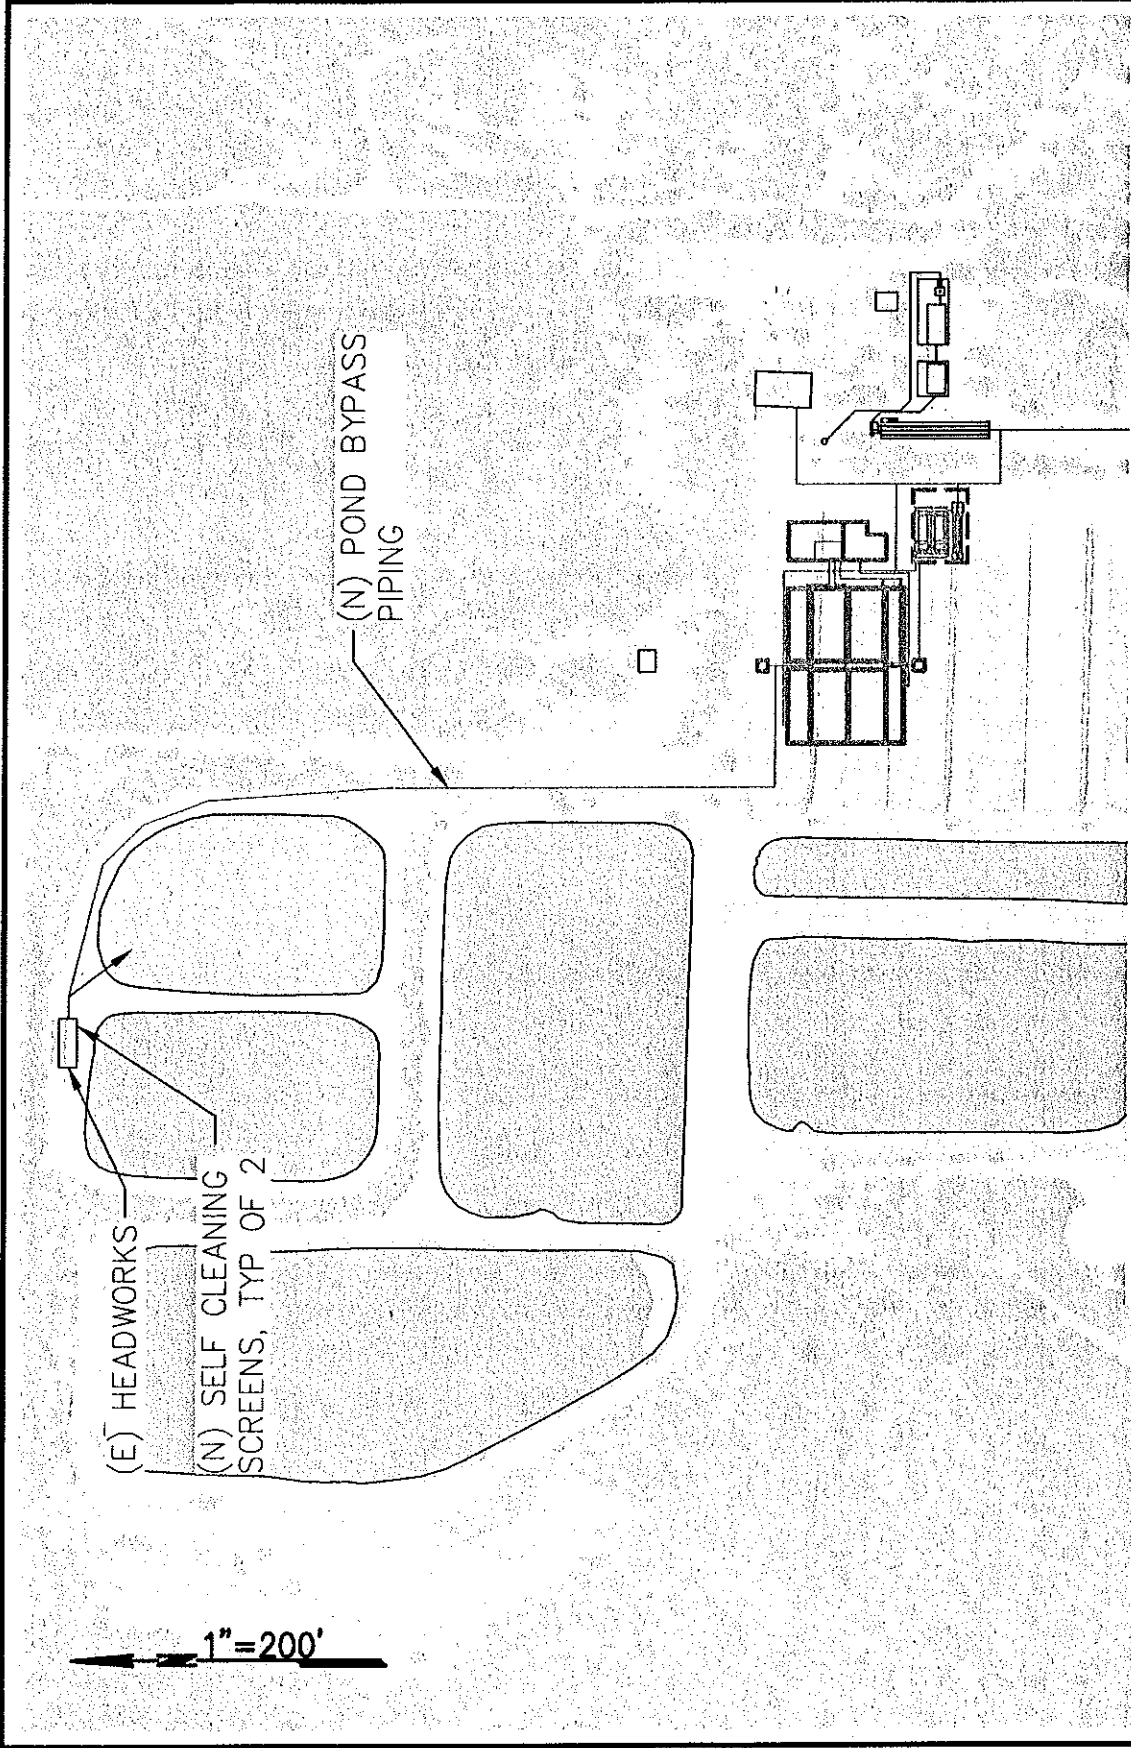 (N) POND BYPASS
PIPING
(E) HEADWORKS
(N) SELF CLEANING
SCREENS, TYP OF 2
1"=200'